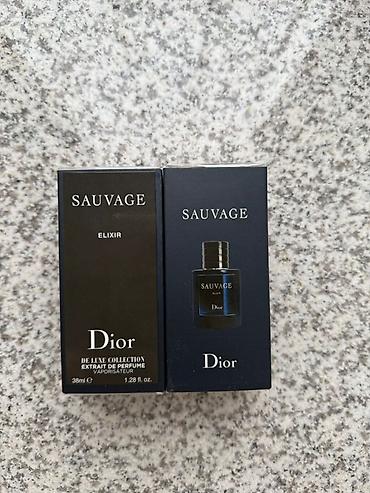 SAUVAGE
ELIXIR
Dior
DE LUXE COLLECTION
EXTRAIT DE PERFUME
VAPORISATEUR
38ml ℮ 1.28 fl. oz.
SAUVAGE
SAUVAGE
ELIXIR
Dior
Dior